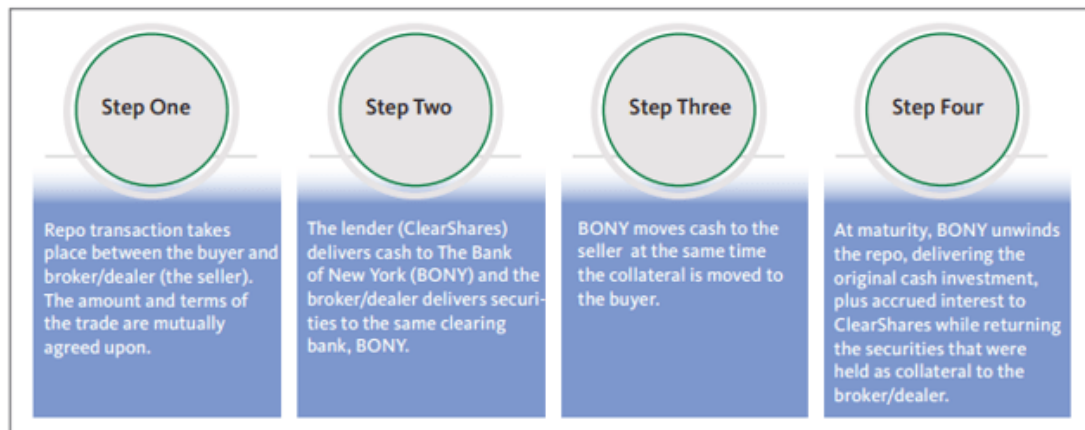 Step One
Repo transaction takes
place between the buyer and
broker/dealer (the seller).
The amount and terms of
the trade are mutually
agreed upon.
Step Two
The lender (ClearShares)
delivers cash to The Bank
of New York (BONY) and the
broker/dealer delivers securi-
ties to the same clearing
bank, BONY.
Step Three
BONY moves cash to the
seller at the same time
the collateral is moved to
the buyer.
Step Four
At maturity, BONY unwinds
the repo, delivering the
original cash investment,
plus accrued interest to
ClearShares while returning
the securities that were
held as collateral to the
broker/dealer.